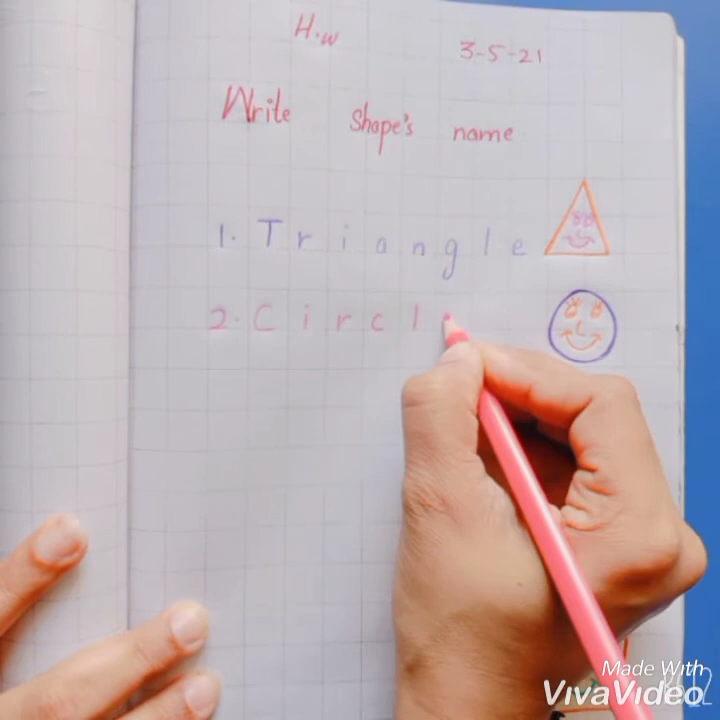 H.w
3-5-21
Write Shape's name
1. Triangle
2. Circl
Made With
VivaVideo